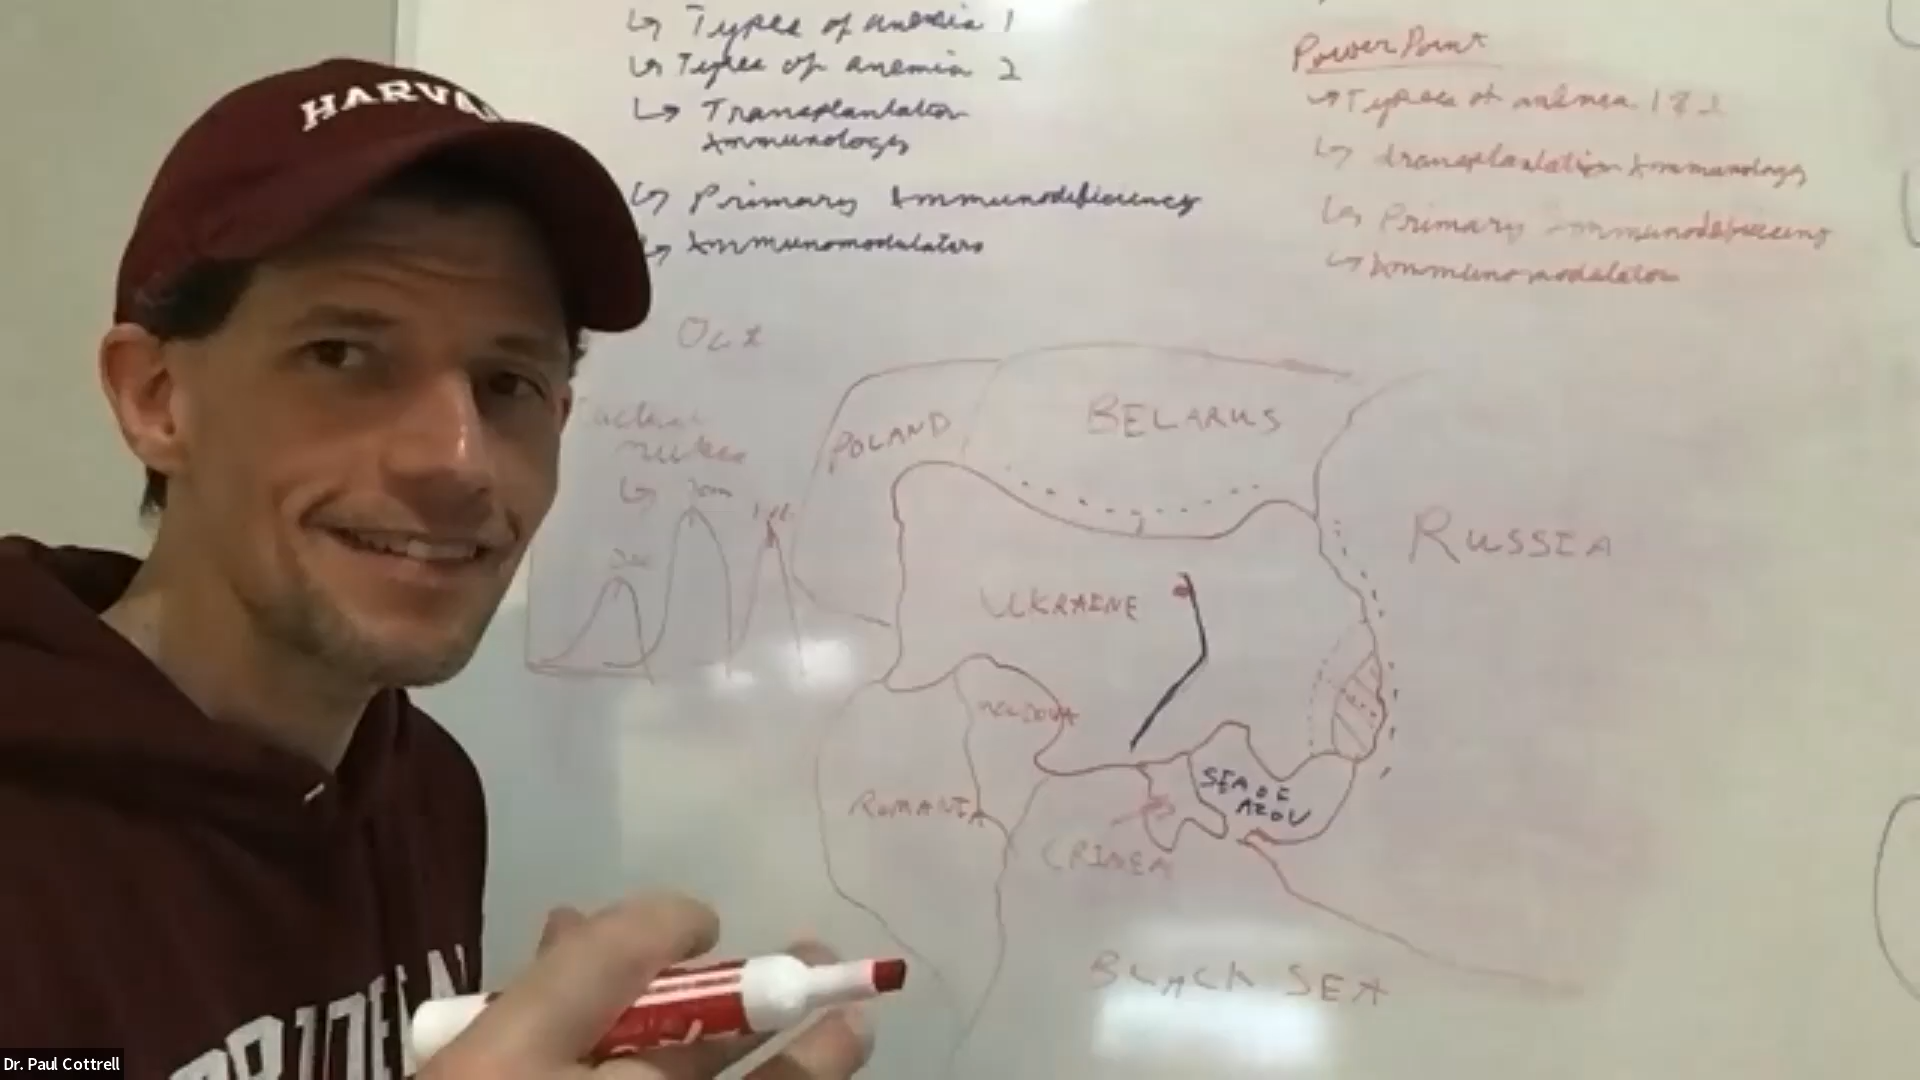 ↳ Types of anemia 1
↳ Types of anemia 2
↳ Transplantation
Immunology
↳ Primary Immunodeficiency
↳ Immunomodulators
PowerPoint
↳ Types of anemia 1 & 2
↳ transplantation Immunology
↳ Primary Immunodeficiency
↳ Immunomodulators
HARVA
Oct
POLAND
BELARUS
RUSSIA
UKRAINE
MOLDOVA
ROMANIA
SEA OF
AZOV
CRIMEA
BLACK SEA
Dr. Paul Cottrell